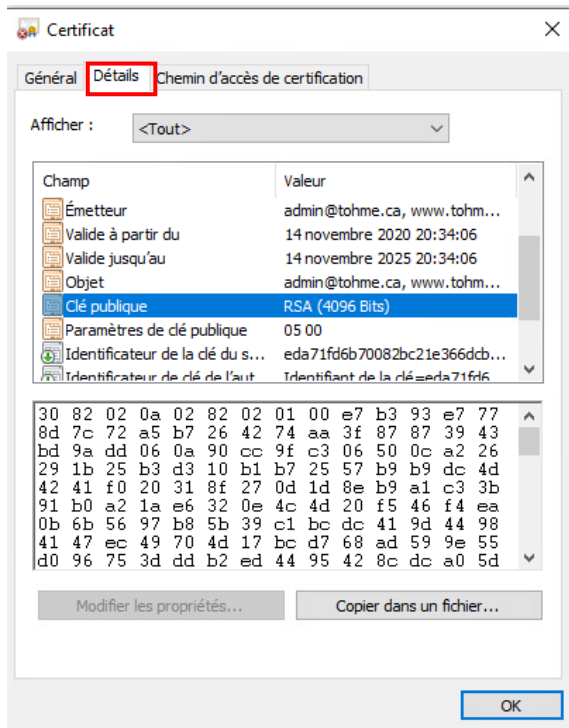 Certificat
Général Détails Chemin d'accès de certification
Afficher : <Tout>
Champ Valeur
Émetteur admin@tohme.ca, www.tohm...
Valide à partir du 14 novembre 2020 20:34:06
Valide jusqu'au 14 novembre 2025 20:34:06
Objet admin@tohme.ca, www.tohm...
Clé publique RSA (4096 Bits)
Paramètres de clé publique 05 00
Identificateur de la clé du s... eda71fd6b70082bc21e366dcb...
Identificateur de clé de l'aut Identifiant de la clé=eda71fd6
30 82 02 0a 02 82 02 01 00 e7 b3 93 e7 77
8d 7c 72 a5 b7 26 42 74 aa 3f 87 87 39 43
bd 9a dd 06 0a 90 cc 9f c3 06 50 0c a2 26
29 1b 25 b3 d3 10 b1 b7 25 57 b9 b9 dc 4d
42 41 f0 20 31 8f 27 0d 1d 8e b9 a1 c3 3b
91 b0 a2 1a e6 32 0e 4c 4d 20 f5 46 f4 ea
0b 6b 56 97 b8 5b 39 c1 bc dc 41 9d 44 98
41 47 ec 49 70 4d 17 bc d7 68 ad 59 9e 55
d0 96 75 3d dd b2 ed 44 95 42 8c dc a0 5d
Modifier les propriétés... Copier dans un fichier...
OK